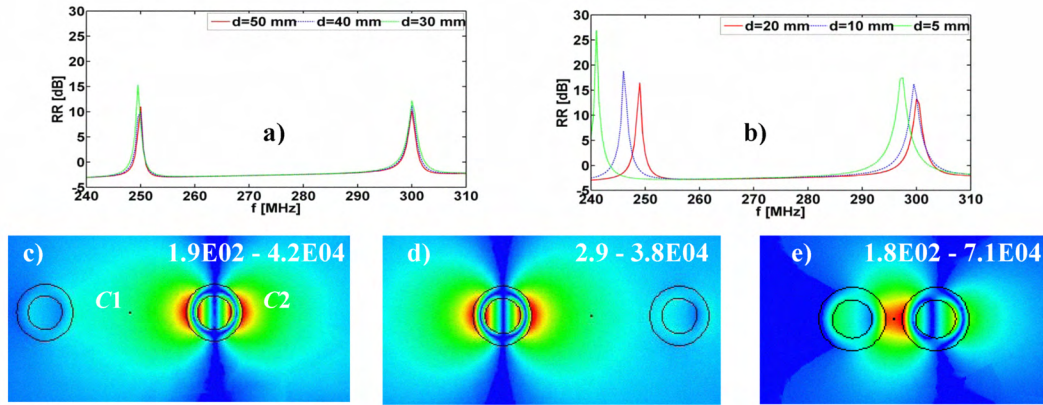 d=50 mm d=40 mm d=30 mm
30
25
20
15
10
5
0
-5
RR [dB]
a)
240 250 260 270 280 290 300 310
f [MHz]
d=20 mm d=10 mm d=5 mm
30
25
20
15
10
5
0
-5
RR [dB]
b)
240 250 260 270 280 290 300 310
f [MHz]
c) 1.9E02 - 4.2E04
C1 C2
d) 2.9 - 3.8E04
e) 1.8E02 - 7.1E04